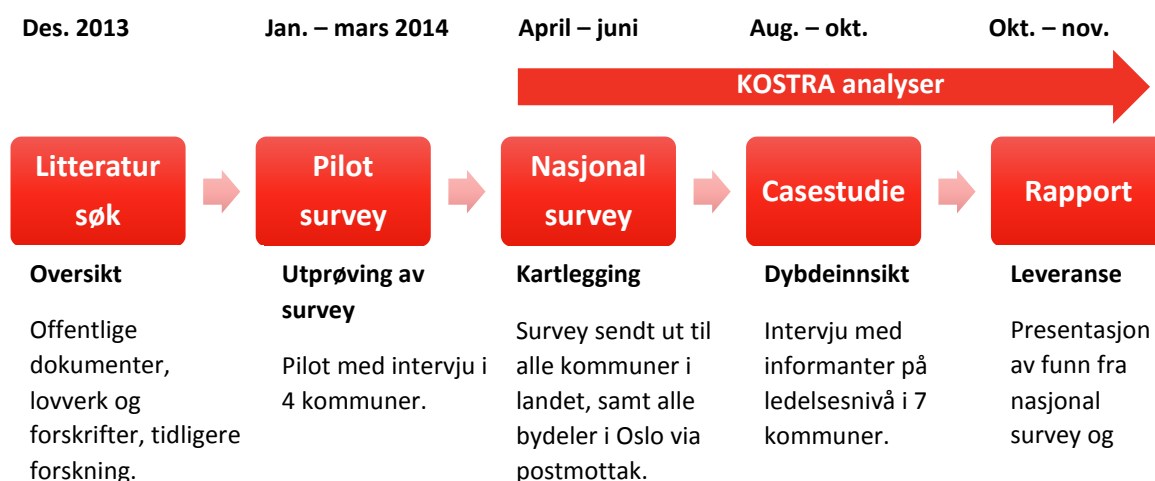 Des. 2013
Jan. – mars 2014
April – juni
Aug. – okt.
Okt. – nov.
KOSTRA analyser
Litteratur
søk
Pilot
survey
Nasjonal
survey
Casestudie
Rapport
Oversikt
Offentlige
dokumenter,
lovverk og
forskrifter, tidligere
forskning.
Utprøving av
survey
Pilot med intervju i
4 kommuner.
Kartlegging
Survey sendt ut til
alle kommuner i
landet, samt alle
bydeler i Oslo via
postmottak.
Dybdeinnsikt
Intervju med
informanter på
ledelsesnivå i 7
kommuner.
Leveranse
Presentasjon
av funn fra
nasjonal
survey og